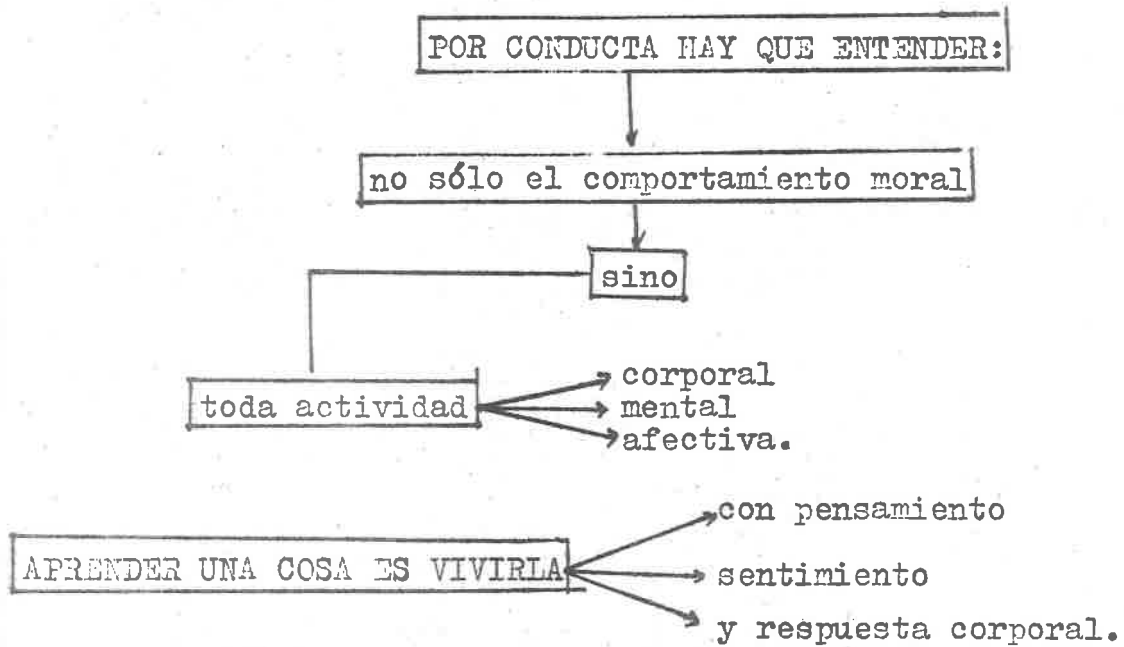 POR CONDUCTA HAY QUE ENTENDER:
no sólo el comportamiento moral
sino
toda actividad
corporal
mental
afectiva.
APRENDER UNA COSA ES VIVIRLA
con pensamiento
sentimiento
y respuesta corporal.